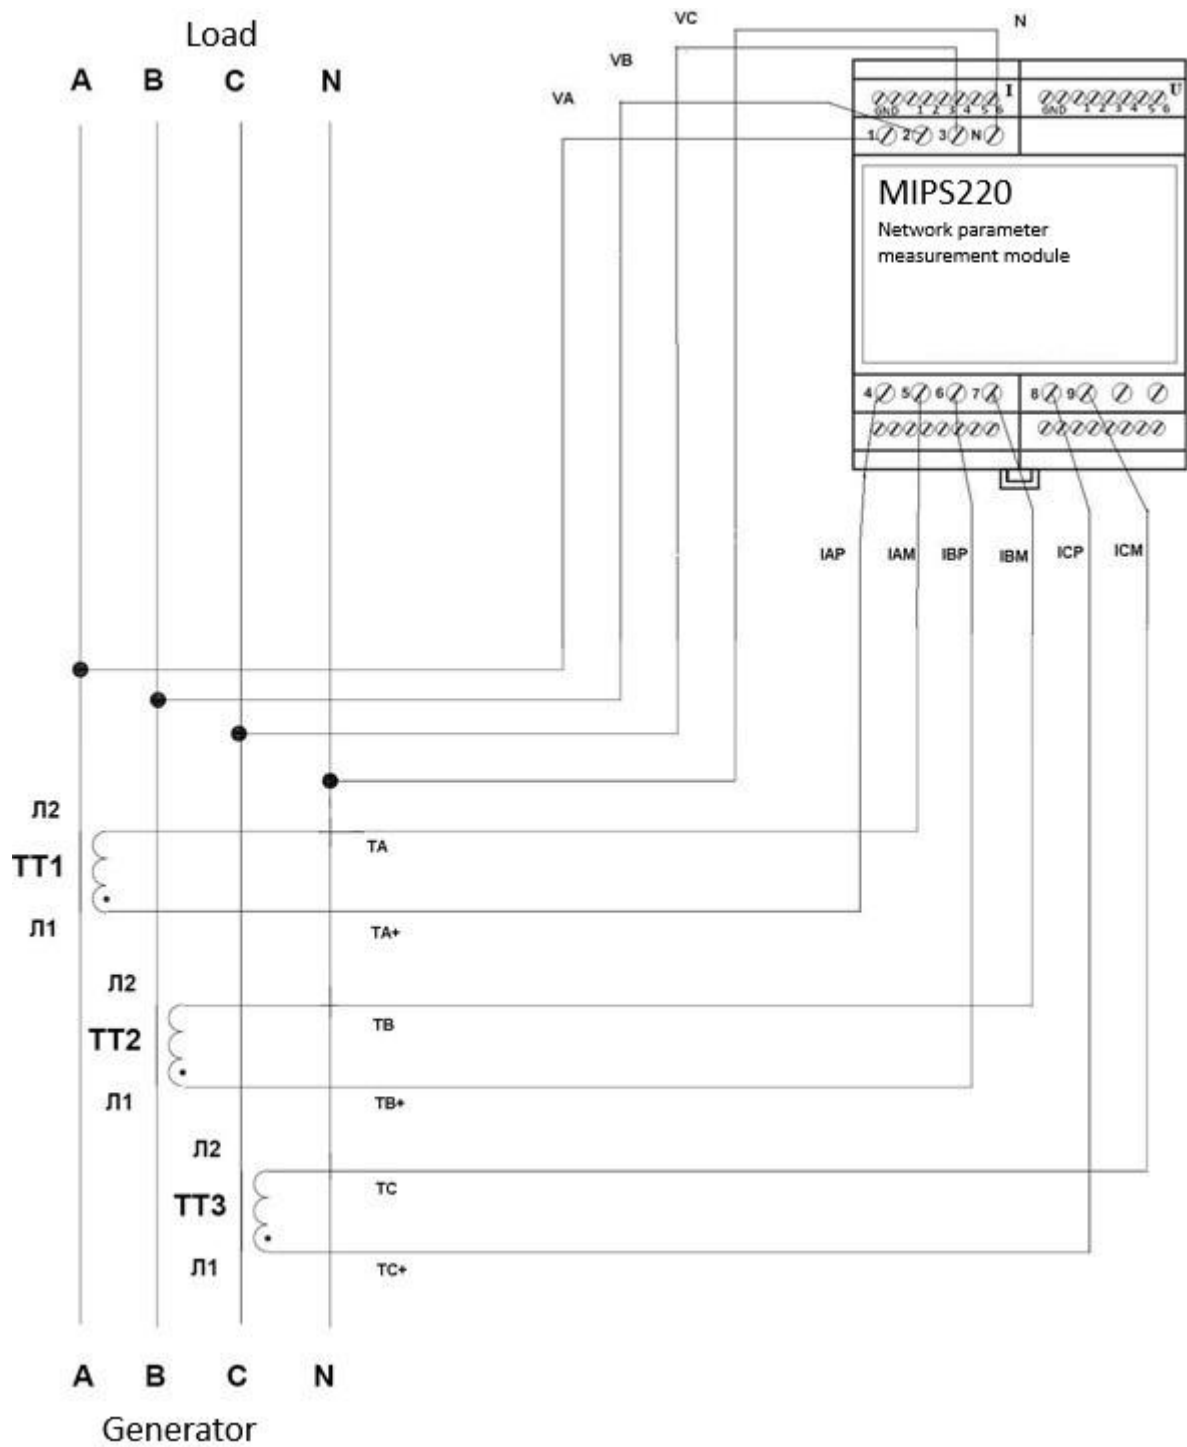 Load
A B C N
VC
N
VB
VA
I
U
GND 1 2 3 4 5 6
GND 1 2 3 4 5 6
1 2 3 N
MIPS220
Network parameter
measurement module
4 5 6 7 8 9
IAP IAM IBP IBM ICP ICM
Л2
TT1
TA
Л1
TA+
Л2
TT2
TB
Л1
TB+
Л2
TT3
TC
Л1
TC+
A B C N
Generator